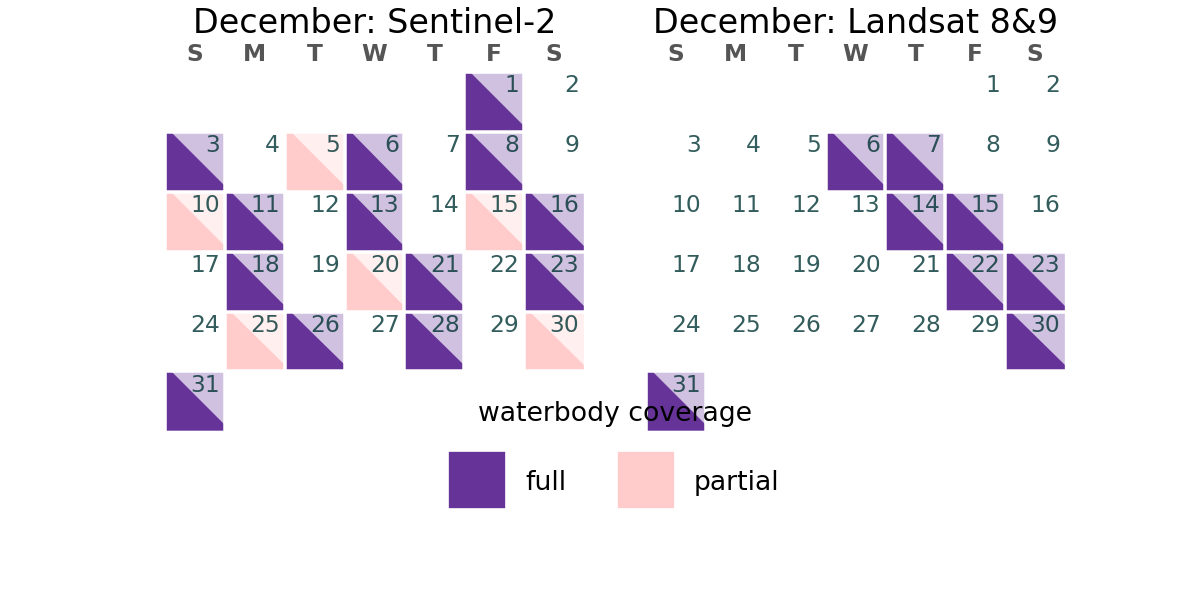 December: Sentinel-2
S M T W T F S
1 2
3 4 5 6 7 8 9
10 11 12 13 14 15 16
17 18 19 20 21 22 23
24 25 26 27 28 29 30
31
December: Landsat 8&9
S M T W T F S
1 2
3 4 5 6 7 8 9
10 11 12 13 14 15 16
17 18 19 20 21 22 23
24 25 26 27 28 29 30
31
waterbody coverage
full partial